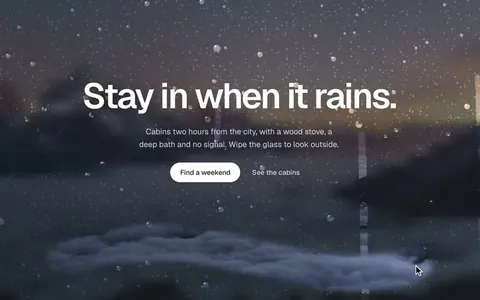 Stay in when it rains.
Cabins two hours from the city, with a wood stove, a
deep bath and no signal. Wipe the glass to look outside.
Find a weekend
See the cabins